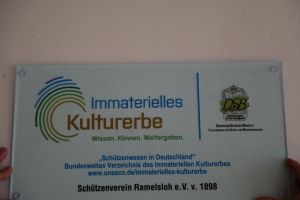 Immaterielles
Kulturerbe
Wissen. Können. Weitergeben.
DSB
„Schützenwesen in Deutschland“
Bundesweites Verzeichnis des Immateriellen Kulturerbes
www.unesco.de/immaterielles-kulturerbe
Schützenverein Ramelsloh e.V. v. 1898